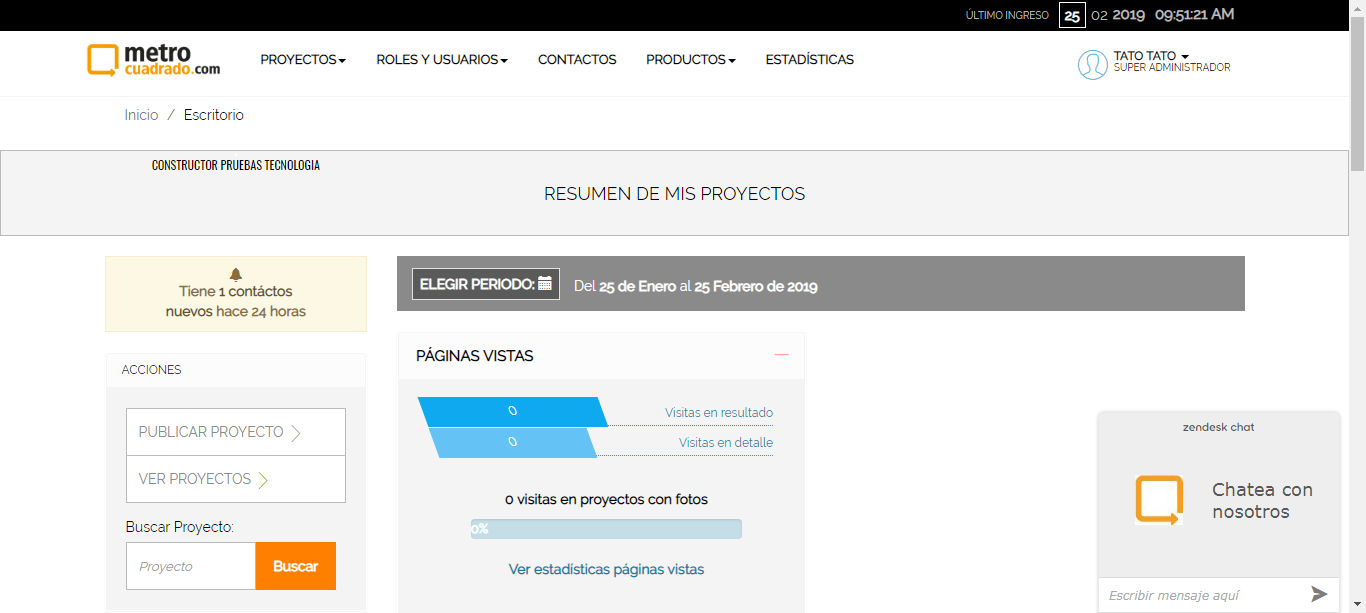 ÚLTIMO INGRESO 25 02 2019 09:51:21 AM
metro
cuadrado.com
PROYECTOS ROLES Y USUARIOS CONTACTOS PRODUCTOS ESTADÍSTICAS
TATO TATO
SUPER ADMINISTRADOR
Inicio / Escritorio
CONSTRUCTOR PRUEBAS TECNOLOGIA
RESUMEN DE MIS PROYECTOS
Tiene 1 contáctos
nuevos hace 24 horas
ELEGIR PERIODO: Del 25 de Enero al 25 Febrero de 2019
ACCIONES
PUBLICAR PROYECTO
VER PROYECTOS
Buscar Proyecto:
Proyecto Buscar
PÁGINAS VISTAS
0 Visitas en resultado
0 Visitas en detalle
0 visitas en proyectos con fotos
0%
Ver estadísticas páginas vistas
zendesk chat
Chatea con
nosotros
Escribir mensaje aquí